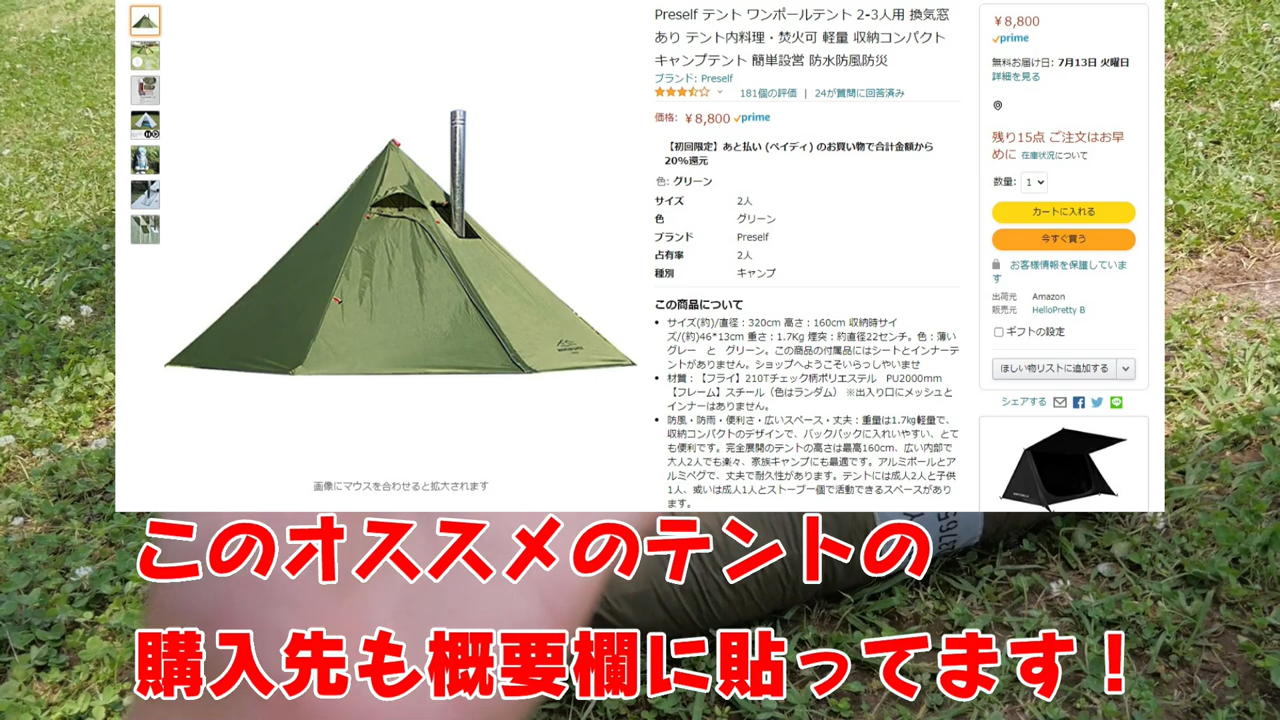 Preself テント ワンポールテント 2-3人用 換気窓
あり テント内料理・焚火可 軽量 収納コンパクト
キャンプテント 簡単設営 防水防風防災
ブランド: Preself
181個の評価 | 24が質問に回答済み
価格: ￥8,800 prime
【初回限定】あと払い (ペイディ) のお買い物で合計金額から
20%還元
色: グリーン
サイズ 2人
色 グリーン
ブランド Preself
占有率 2人
種別 キャンプ
この商品について
サイズ(約)/直径：320cm 高さ：160cm 収納時サイ
ズ/(約)46*13cm 重さ：1.7Kg 煙突：約直径22センチ。色：薄い
グレー と グリーン。この商品の付属品にはシートとインナーテ
ントがありません。ショップへようこそいらっしやいませ
材質：【フライ】210Tチェック柄ポリエステル PU2000mm
【フレーム】スチール（色はランダム） ※出入り口にメッシュと
インナーはありません。
防風・防雨・便利さ・広いスペース・丈夫：重量は1.7kg軽量で、
収納コンパクトのデザインで、バックパックに入れいやすい、とて
も便利です。完全展開のテントの高さは最高160cm、広い内部で
大人2人でも楽々、家族キャンプにも最適です。アルミポールとア
ルミペグで、丈夫で耐久性があります。テントには成人2人と子供
1人、或いは成人1人とストーブ一個で活動できるスペースがあり
ます。
￥8,800
prime
無料お届け日: 7月13日 火曜日
詳細を見る
残り15点 ご注文はお早
めに 在庫状況について
数量: 1
カートに入れる
今すぐ買う
お客様情報を保護していま
す
出荷元 Amazon
販売元 HelloPretty B
ギフトの設定
ほしい物リストに追加する
シェアする
画像にマウスを合わせると拡大されます
このオススメのテントの
購入先も概要欄に貼ってます！